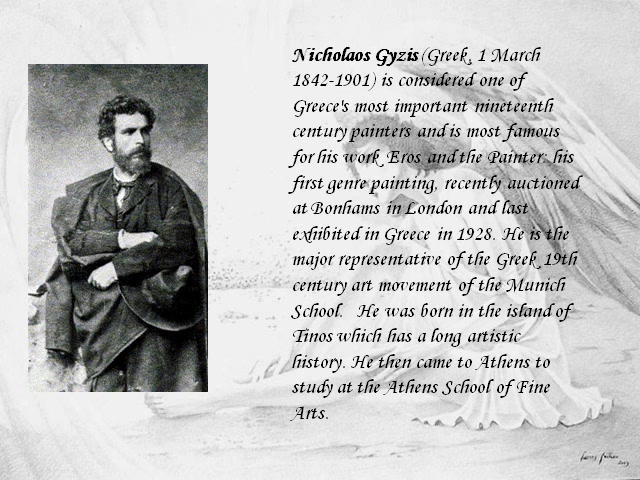 Nicholaos Gyzis (Greek, 1 March
1842-1901) is considered one of
Greece's most important nineteenth
century painters and is most famous
for his work Eros and the Painter: his
first genre painting, recently auctioned
at Bonhams in London and last
exhibited in Greece in 1928. He is the
major representative of the Greek 19th
century art movement of the Munich
School. He was born in the island of
Tinos which has a long artistic
history. He then came to Athens to
study at the Athens School of Fine
Arts.